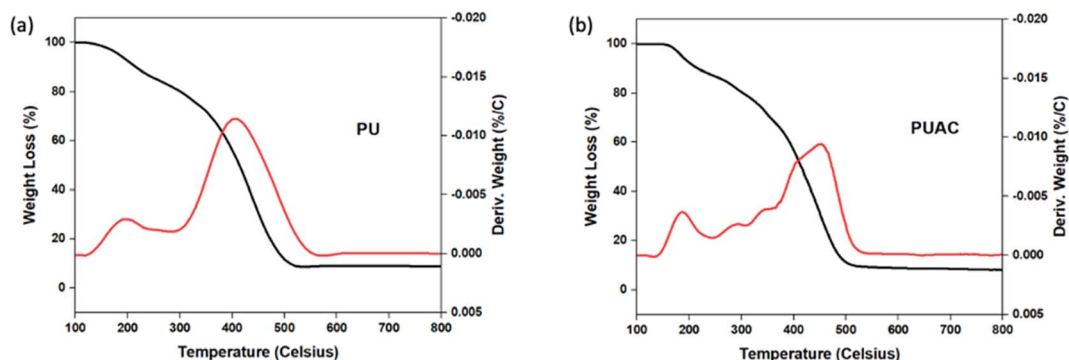 (a)
-0.020
100
-0.015
80
PU
-0.010
60
40
-0.005
20
0.000
0
0.005
100 200 300 400 500 600 700 800
Temperature (Celsius)
Weight Loss (%)
Deriv. Weight (%/C)
(b)
-0.020
100
-0.015
80
PUAC
-0.010
60
40
-0.005
20
0.000
0
0.005
100 200 300 400 500 600 700 800
Temperature (Celsius)
Weight Loss (%)
Deriv. Weight (%/C)